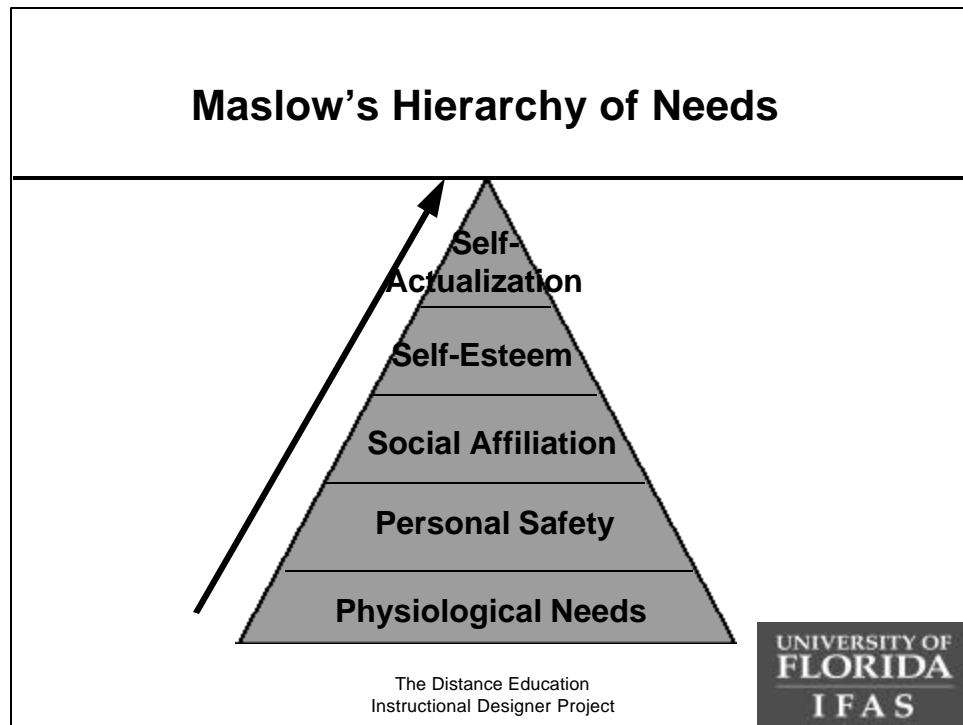 Maslow’s Hierarchy of Needs
Self-
Actualization
Self-Esteem
Social Affiliation
Personal Safety
Physiological Needs
The Distance Education
Instructional Designer Project
UNIVERSITY OF
FLORIDA
IFAS